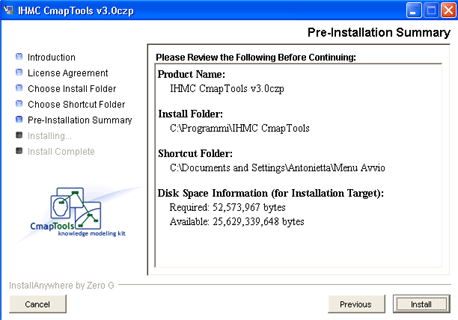 IHMC CmapTools v3.0czp
Pre-Installation Summary
Introduction
License Agreement
Choose Install Folder
Choose Shortcut Folder
Pre-Installation Summary
Installing...
Install Complete
CmapTools
knowledge modeling kit
Please Review the Following Before Continuing:
Product Name:
IHMC CmapTools v3.0czp
Install Folder:
C:\Programmi\IHMC CmapTools
Shortcut Folder:
C:\Documents and Settings\Antonietta\Menu Avvio
Disk Space Information (for Installation Target):
Required: 52,573,967 bytes
Available: 25,629,339,648 bytes
InstallAnywhere by Zero G
Cancel
Previous
Install